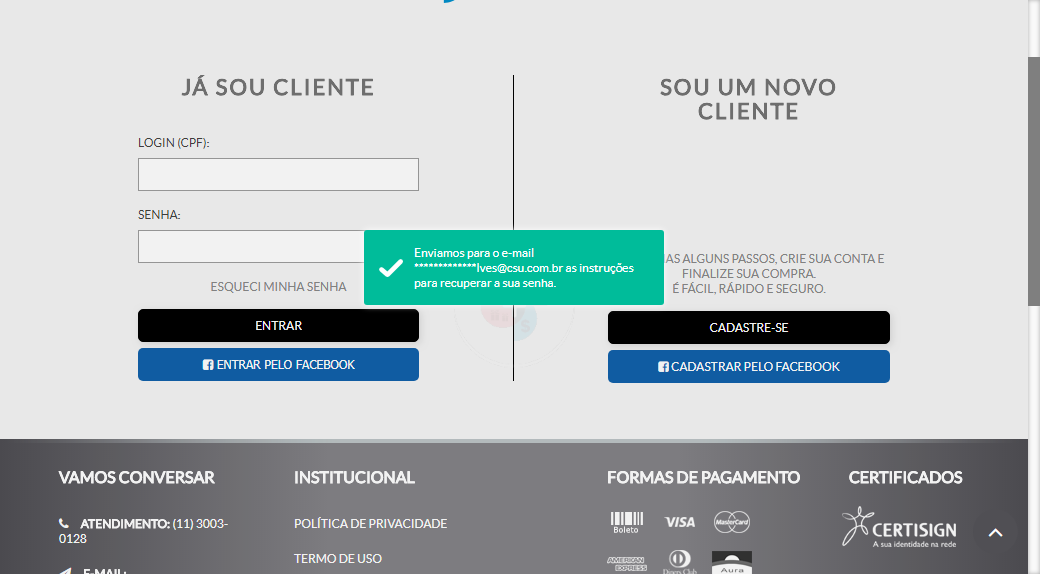 JÁ SOU CLIENTE
LOGIN (CPF):
SENHA:
ESQUECI MINHA SENHA
ENTRAR
ENTRAR PELO FACEBOOK
SOU UM NOVO
CLIENTE
ALGUNS PASSOS, CRIE SUA CONTA E
FINALIZE SUA COMPRA.
É FÁCIL, RÁPIDO E SEGURO.
CADASTRE-SE
CADASTRAR PELO FACEBOOK
Enviamos para o e-mail
*************lves@csu.com.br as instruções
para recuperar a sua senha.
VAMOS CONVERSAR
ATENDIMENTO: (11) 3003-
0128
E-MAIL:
INSTITUCIONAL
POLÍTICA DE PRIVACIDADE
TERMO DE USO
FORMAS DE PAGAMENTO
Boleto
VISA
MasterCard
AMERICAN
EXPRESS
Diners Club
Aura
CERTIFICADOS
CERTISIGN
A sua identidade na rede